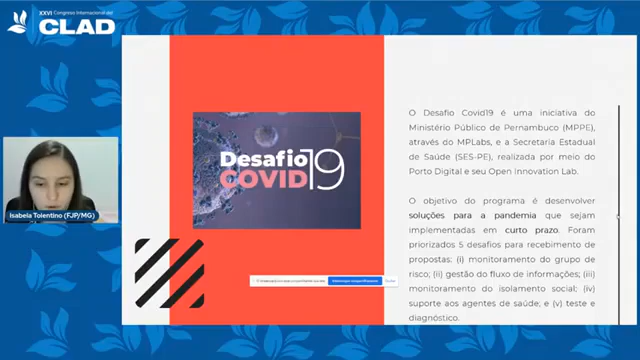 XXVI Congreso Internacional del
CLAD
Desafio
COVID19
O Desafio Covid19 é uma iniciativa do
Ministério Público de Pernambuco (MPPE),
através do MPLabs, e a Secretaria Estadual
de Saúde (SES-PE), realizada por meio do
Porto Digital e seu Open Innovation Lab.
O objetivo do programa é desenvolver
soluções para a pandemia que sejam
implementadas em curto prazo. Foram
priorizados 5 desafios para recebimento de
propostas: (i) monitoramento do grupo de
risco; (ii) gestão do fluxo de informações; (iii)
monitoramento do isolamento social; (iv)
suporte aos agentes de saúde; e (v) teste e
diagnóstico.
Isabela Tolentino (FJP/MG)